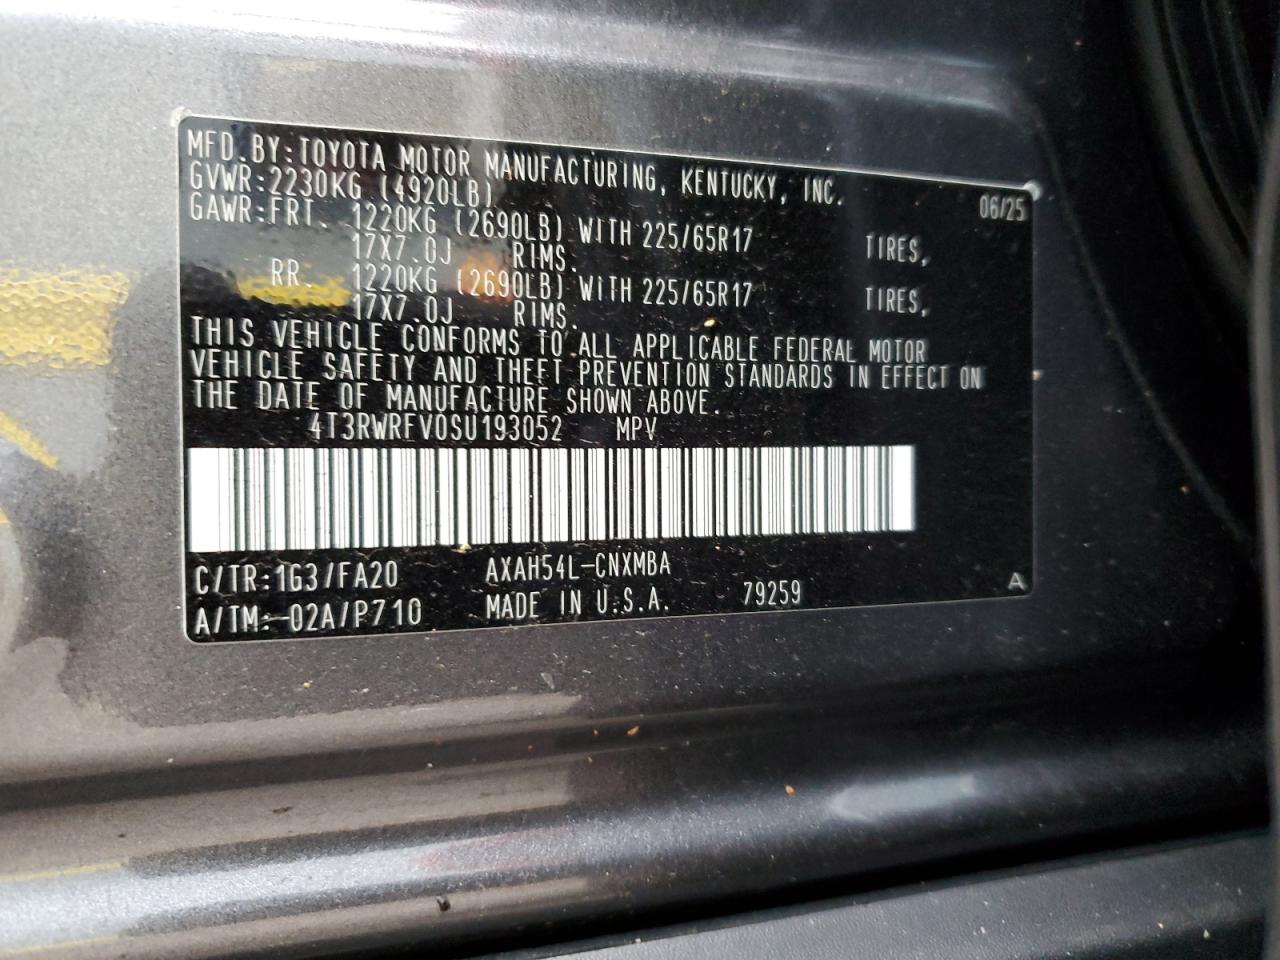 MFD.BY:TOYOTA MOTOR MANUFACTURING, KENTUCKY, INC.
GVWR:2230KG (4920LB) 06/25
GAWR:FRT. 1220KG (2690LB) WITH 225/65R17 TIRES,
17X7.0J RIMS.
RR. 1220KG (2690LB) WITH 225/65R17 TIRES,
17X7.0J RIMS.
THIS VEHICLE CONFORMS TO ALL APPLICABLE FEDERAL MOTOR
VEHICLE SAFETY AND THEFT PREVENTION STANDARDS IN EFFECT ON
THE DATE OF MANUFACTURE SHOWN ABOVE.
4T3RWRFV0SU193052 MPV
C/TR:1G3/FA20 AXAH54L-CNXMBA
A/TM:-02A/P710 MADE IN U.S.A. 79259 A